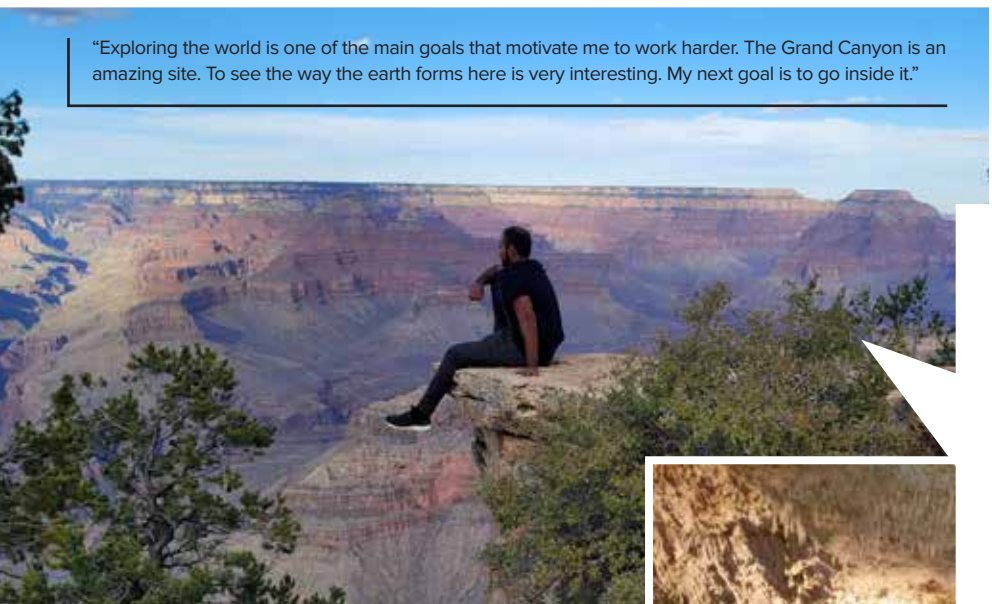 “Exploring the world is one of the main goals that motivate me to work harder. The Grand Canyon is an
amazing site. To see the way the earth forms here is very interesting. My next goal is to go inside it.”